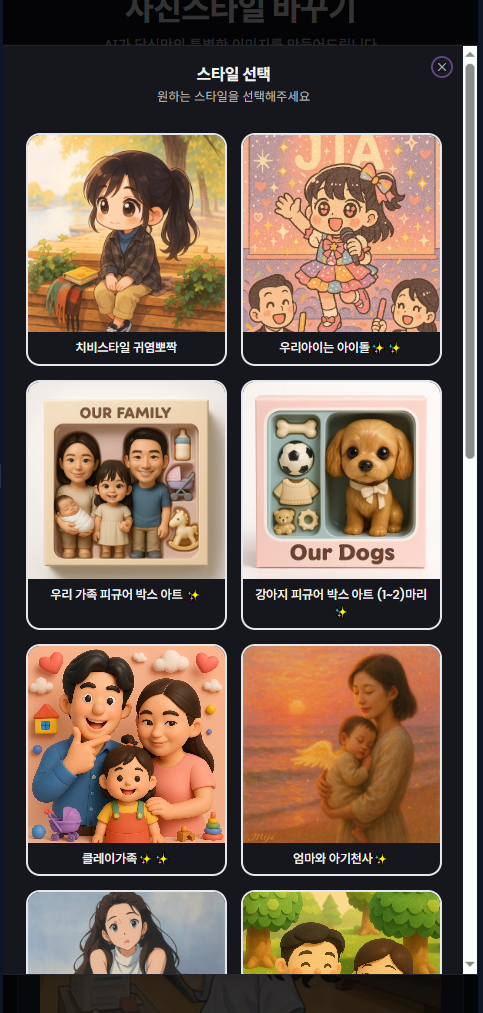 사진스타일 바꾸기
AI가 당신만의 특별한 이미지를 만들어드립니다
스타일 선택
원하는 스타일을 선택해주세요
JIA
치비스타일 귀염뽀짝
우리아이는 아이돌✨ ✨
OUR FAMILY
Our Dogs
우리 가족 피규어 박스 아트 ✨
강아지 피규어 박스 아트 (1~2)마리
✨
클레이가족✨ ✨
엄마와 아기천사✨